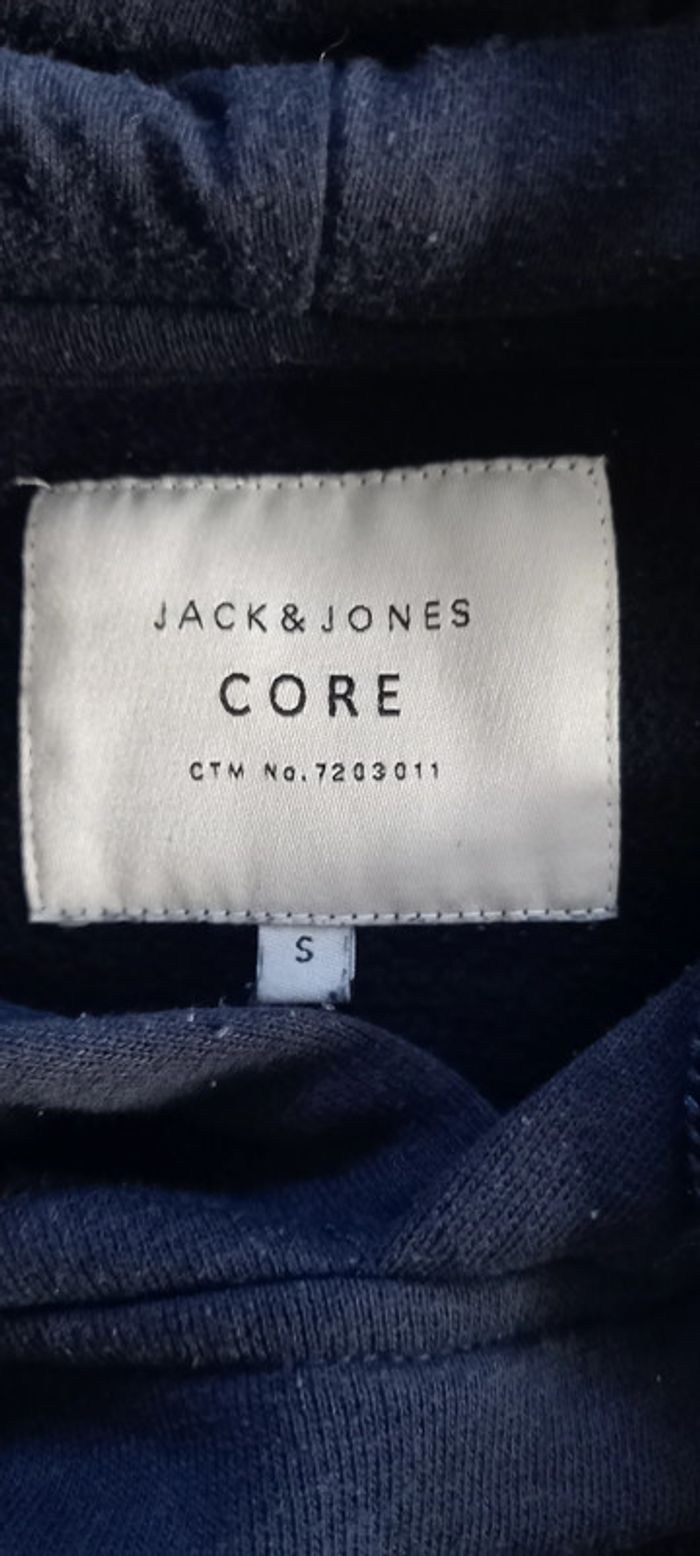 JACK & JONES
CORE
CTM No. 7203011
S